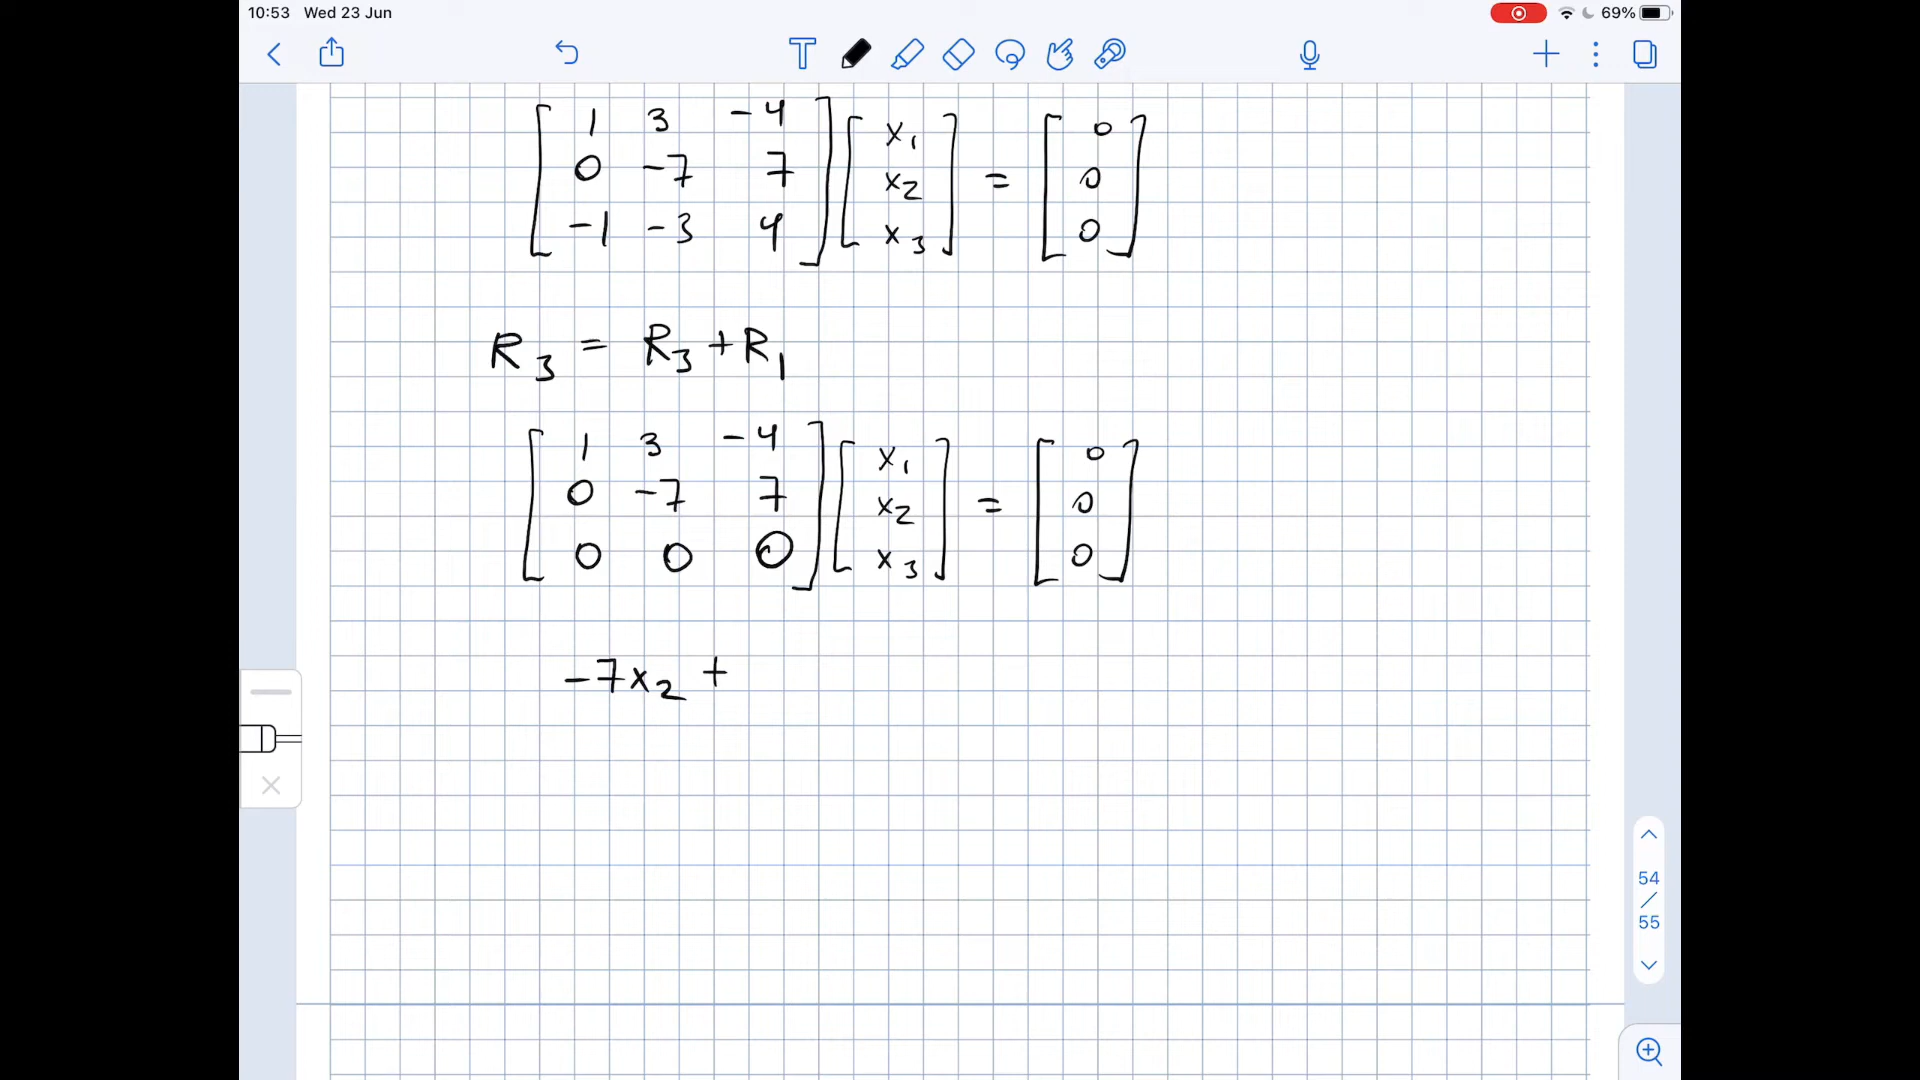 10:53 Wed 23 Jun 69%
T
1 3 -4 x₁ 0
0 -7 7 x₂ = 0
-1 -3 4 x₃ 0
R₃ = R₃ + R₁
1 3 -4 x₁ 0
0 -7 7 x₂ = 0
0 0 0 x₃ 0
-7x₂ +
54
/
55